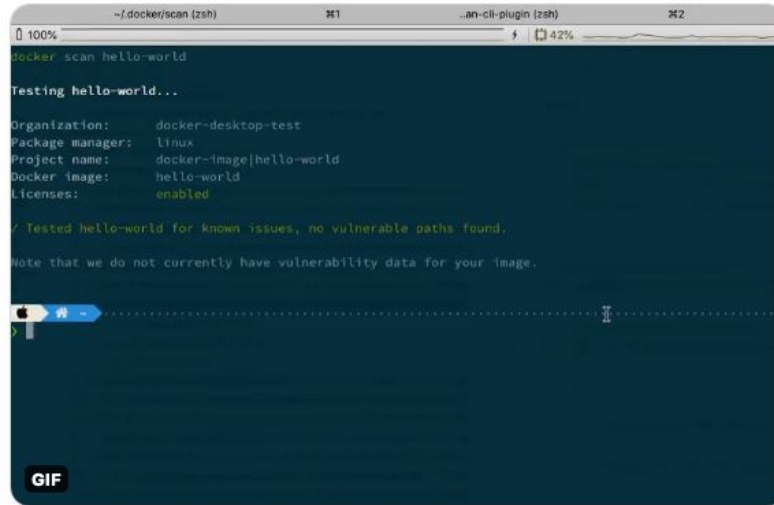 ~/.docker/scan (zsh) ⌘1 ..an-cli-plugin (zsh) ⌘2
100% 42%
docker scan hello-world
Testing hello-world...
Organization: docker-desktop-test
Package manager: linux
Project name: docker-image|hello-world
Docker image: hello-world
Licenses: enabled
/ Tested hello-world for known issues, no vulnerable paths found.
Note that we do not currently have vulnerability data for your image.
~
❯
GIF